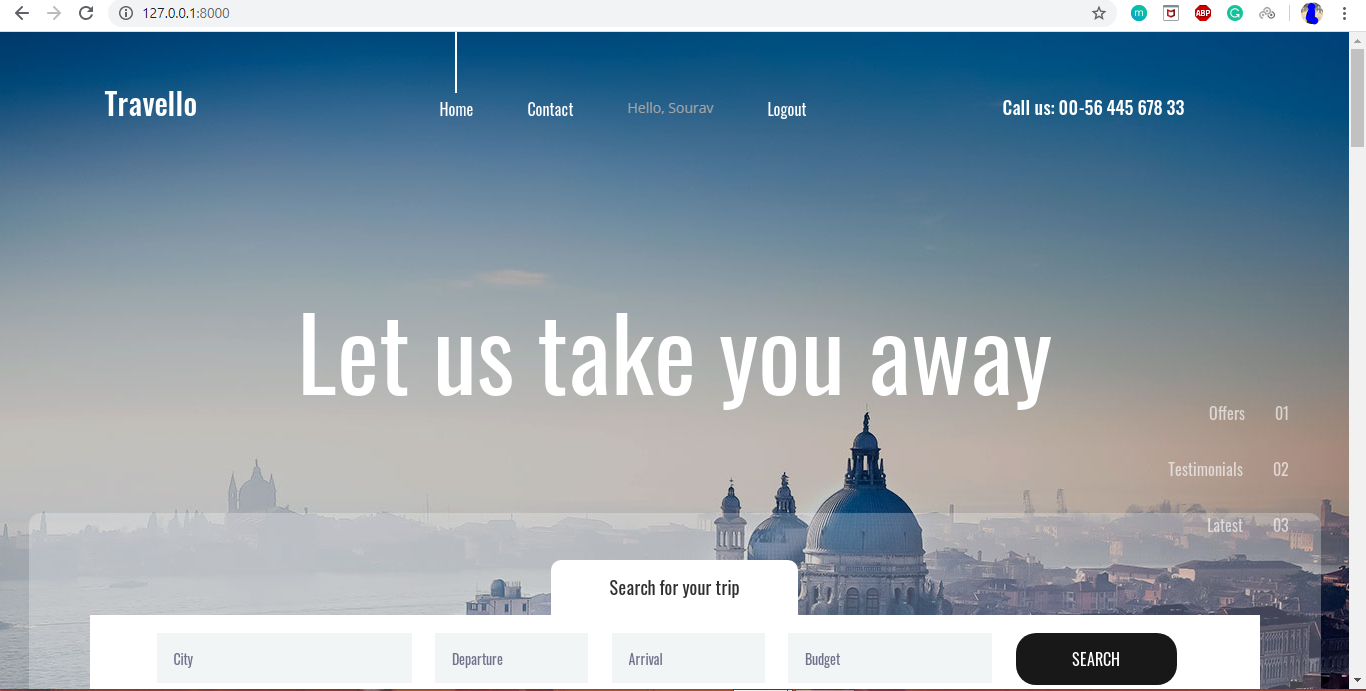 127.0.0.1:8000
m
ABP
G
Travello
Home
Contact
Hello, Sourav
Logout
Call us: 00-56 445 678 33
Let us take you away
Offers 01
Testimonials 02
Latest 03
Search for your trip
City
Departure
Arrival
Budget
SEARCH